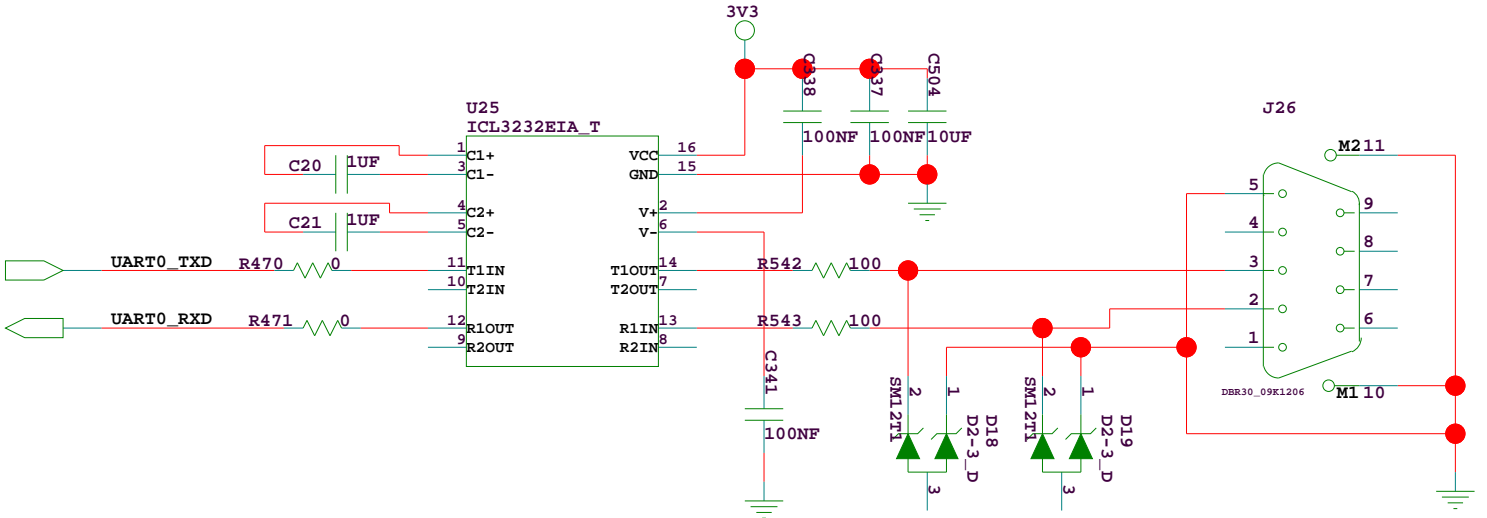 3V3
C338
C337
C504
100NF
100NF
10UF
U25
ICL3232EIA_T
J26
1 C1+
3 C1-
4 C2+
5 C2-
11 T1IN
10 T2IN
12 R1OUT
9 R2OUT
VCC 16
GND 15
V+ 2
V- 6
T1OUT 14
T2OUT 7
R1IN 13
R2IN 8
C20 1UF
C21 1UF
UART0_TXD R470 0
UART0_RXD R471 0
R542 100
R543 100
C341
100NF
SM12T1
2
1
3
D18
D2-3_D
SM12T1
2
1
3
D19
D2-3_D
M2 11
5
9
4
8
3
7
2
6
1
DBR30_09K1206
M1 10